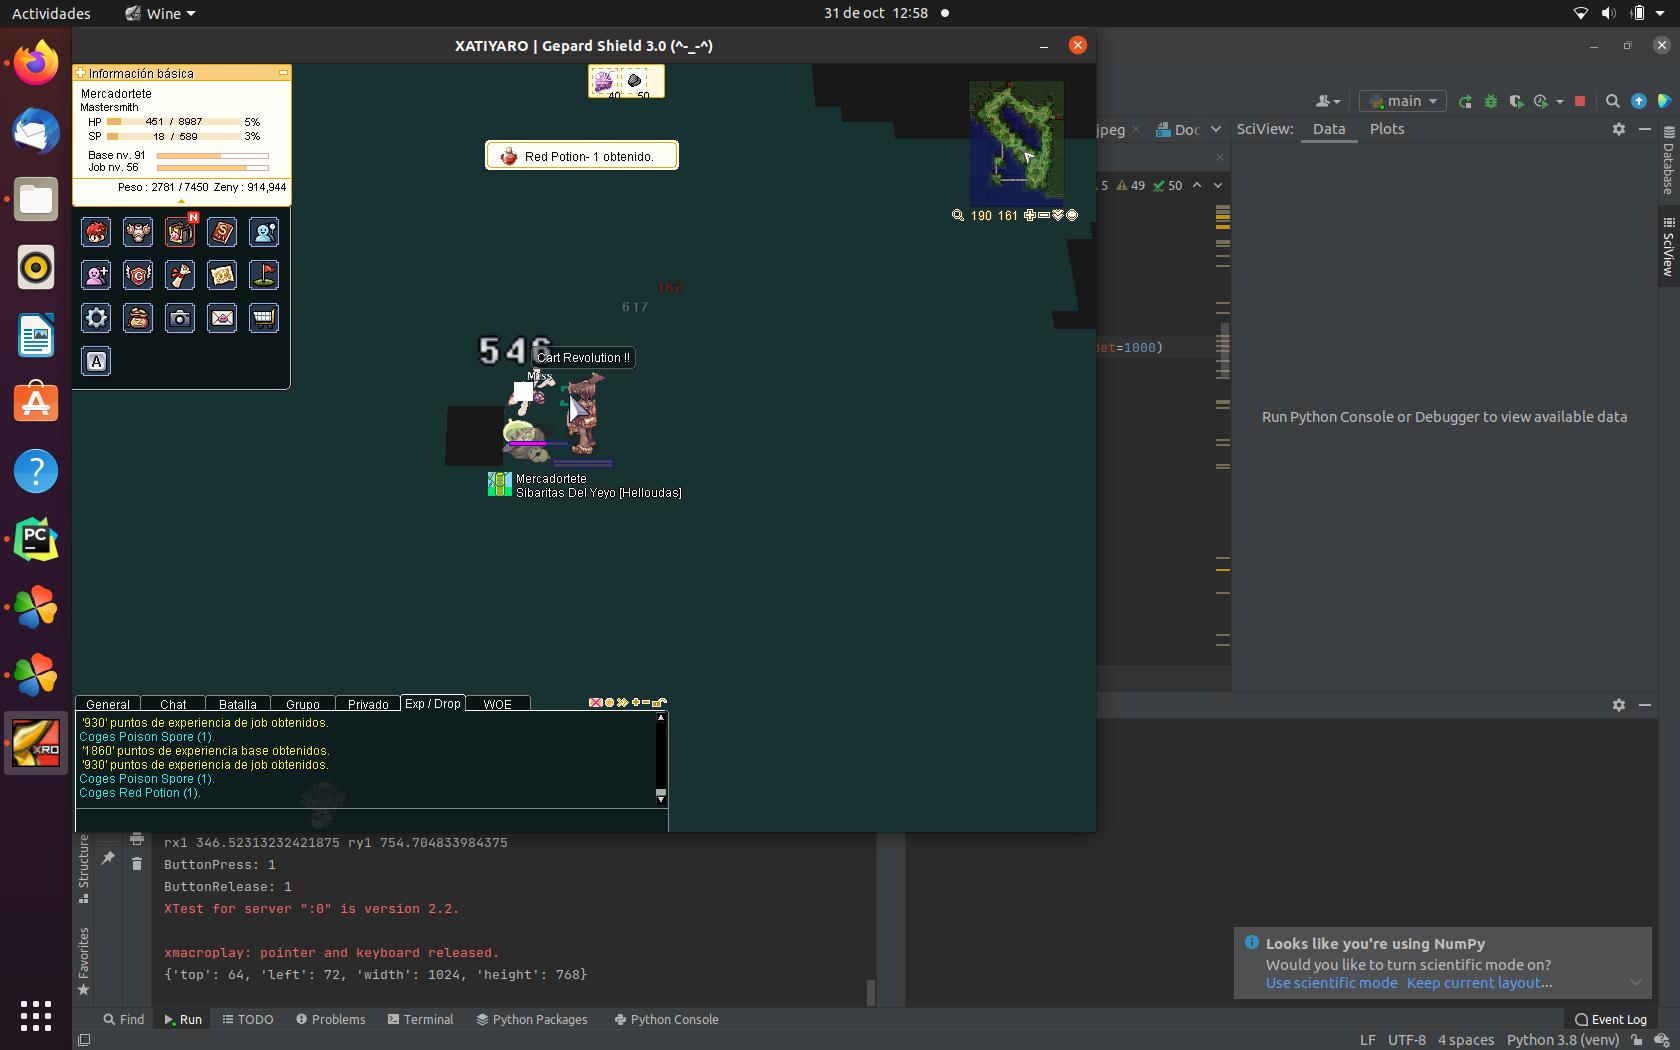 Actividades
Wine
31 de oct 12:58
XATIYARO | Gepard Shield 3.0 (^-_-^)
Información básica
Mercadortete
Mastersmith
HP 451 / 8987 5%
SP 18 / 589 3%
Base nv. 91
Job nv. 56
Peso : 2781 / 7450 Zeny : 914,944
N
S
G
A
40 50
Red Potion- 1 obtenido.
190 161
162
617
546
Cart Revolution !!
Miss
Mercadortete
Sibaritas Del Yeyo [Helloudas]
General Chat Batalla Grupo Privado Exp / Drop WOE
'930' puntos de experiencia de job obtenidos.
Coges Poison Spore (1).
'1860' puntos de experiencia base obtenidos.
'930' puntos de experiencia de job obtenidos.
Coges Poison Spore (1).
Coges Red Potion (1).
PC
XRO
main
jpeg
Doc
SciView: Data Plots
5 49 50
det=1000)
Run Python Console or Debugger to view available data
Database
SciView
Structure
Favorites
rx1 346.52313232421875 ry1 754.704833984375
ButtonPress: 1
ButtonRelease: 1
XTest for server ":0" is version 2.2.
xmacroplay: pointer and keyboard released.
{'top': 64, 'left': 72, 'width': 1024, 'height': 768}
Looks like you're using NumPy
Would you like to turn scientific mode on?
Use scientific mode Keep current layout...
Find Run TODO Problems Terminal Python Packages Python Console
Event Log
LF UTF-8 4 spaces Python 3.8 (venv)